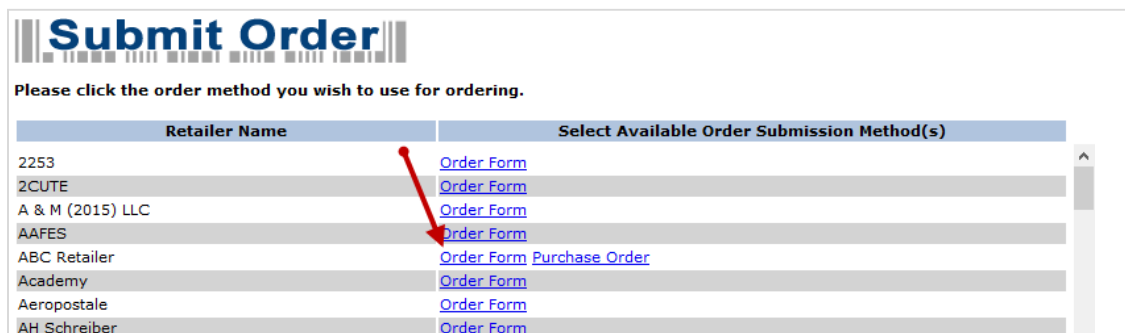 Submit Order
Please click the order method you wish to use for ordering.
Retailer Name Select Available Order Submission Method(s)
2253 Order Form
2CUTE Order Form
A & M (2015) LLC Order Form
AAFES Order Form
ABC Retailer Order Form Purchase Order
Academy Order Form
Aeropostale Order Form
AH Schreiber Order Form